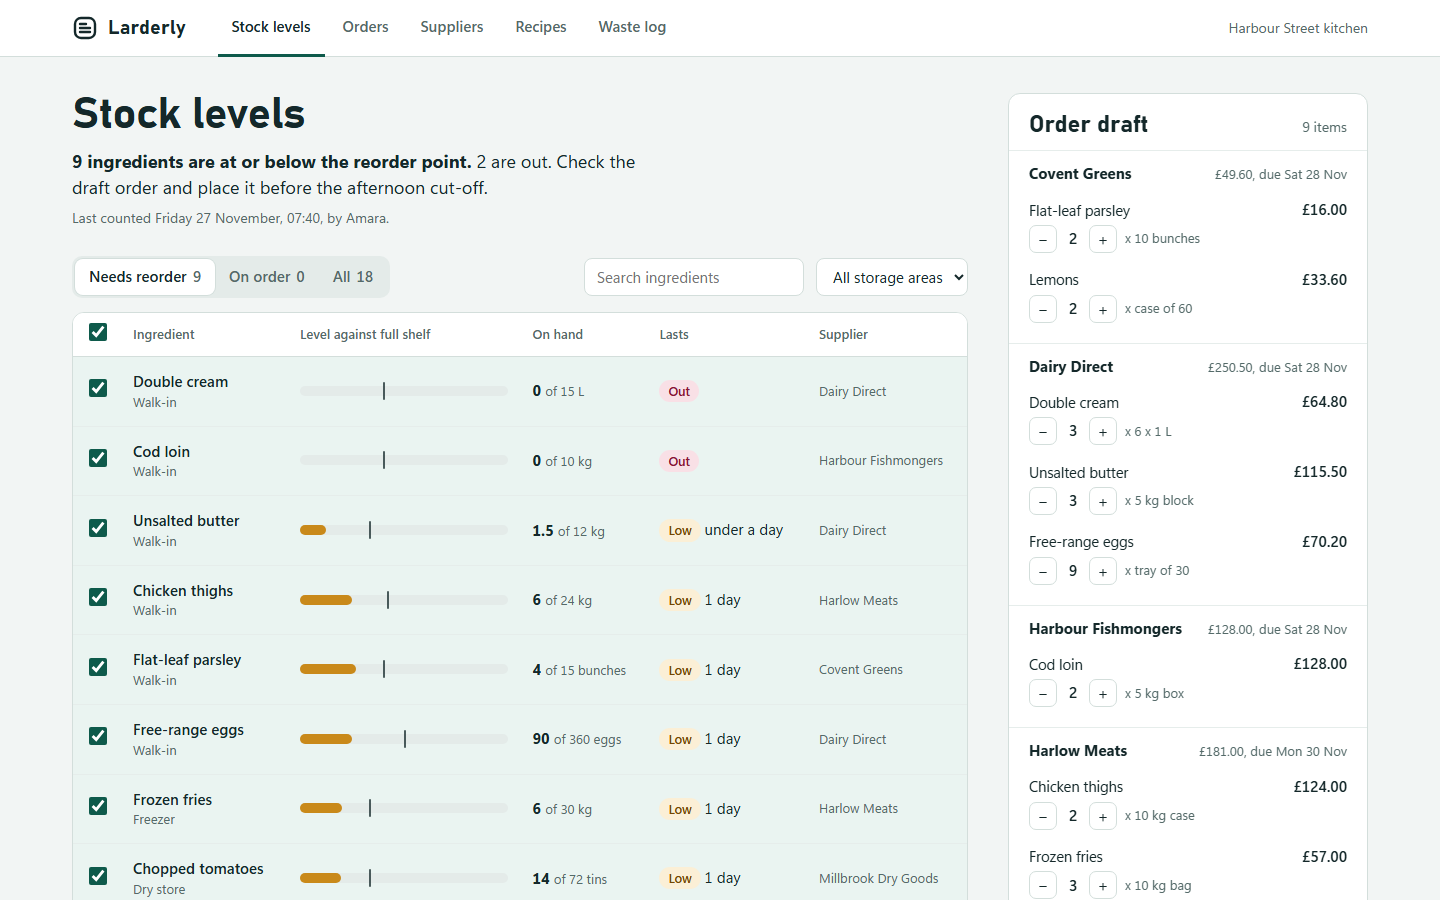 Larderly
Stock levels
Orders
Suppliers
Recipes
Waste log
Harbour Street kitchen
Stock levels
9 ingredients are at or below the reorder point. 2 are out. Check the
draft order and place it before the afternoon cut-off.
Last counted Friday 27 November, 07:40, by Amara.
Needs reorder 9
On order 0
All 18
Search ingredients
All storage areas
Ingredient
Level against full shelf
On hand
Lasts
Supplier
Double cream
Walk-in
0 of 15 L
Out
Dairy Direct
Cod loin
Walk-in
0 of 10 kg
Out
Harbour Fishmongers
Unsalted butter
Walk-in
1.5 of 12 kg
Low under a day
Dairy Direct
Chicken thighs
Walk-in
6 of 24 kg
Low 1 day
Harlow Meats
Flat-leaf parsley
Walk-in
4 of 15 bunches
Low 1 day
Covent Greens
Free-range eggs
Walk-in
90 of 360 eggs
Low 1 day
Dairy Direct
Frozen fries
Freezer
6 of 30 kg
Low 1 day
Harlow Meats
Chopped tomatoes
Dry store
14 of 72 tins
Low 1 day
Millbrook Dry Goods
Order draft
9 items
Covent Greens
£49.60, due Sat 28 Nov
Flat-leaf parsley
£16.00
− 2 + x 10 bunches
Lemons
£33.60
− 2 + x case of 60
Dairy Direct
£250.50, due Sat 28 Nov
Double cream
£64.80
− 3 + x 6 x 1 L
Unsalted butter
£115.50
− 3 + x 5 kg block
Free-range eggs
£70.20
− 9 + x tray of 30
Harbour Fishmongers
£128.00, due Sat 28 Nov
Cod loin
£128.00
− 2 + x 5 kg box
Harlow Meats
£181.00, due Mon 30 Nov
Chicken thighs
£124.00
− 2 + x 10 kg case
Frozen fries
£57.00
− 3 + x 10 kg bag